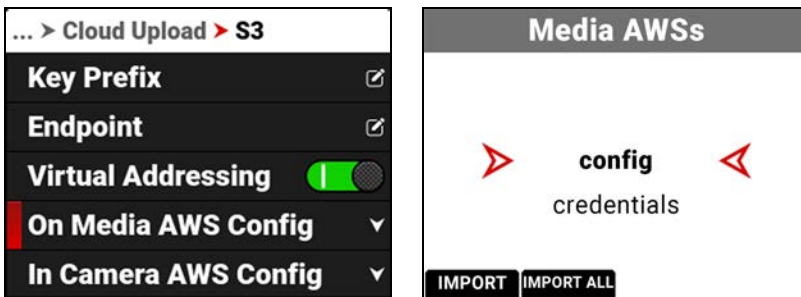 ... > Cloud Upload > S3
Key Prefix
Endpoint
Virtual Addressing
On Media AWS Config
In Camera AWS Config
Media AWSs
config
credentials
IMPORT
IMPORT ALL